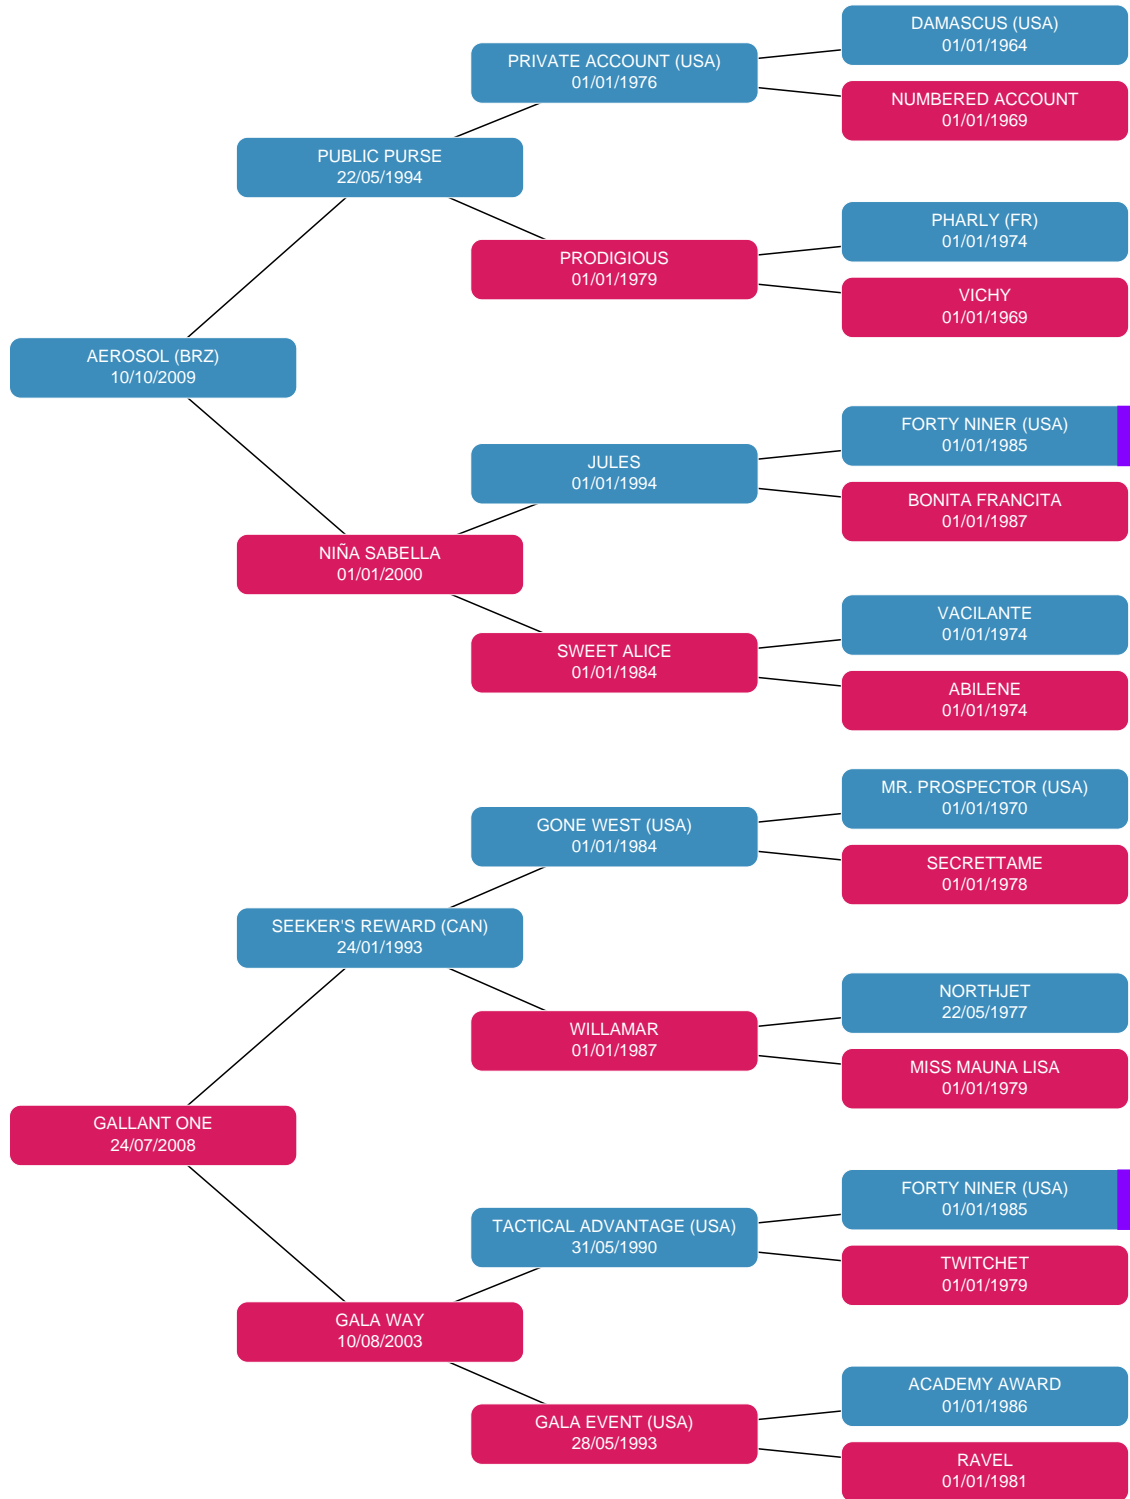 DAMASCUS (USA)
01/01/1964
PRIVATE ACCOUNT (USA)
01/01/1976
NUMBERED ACCOUNT
01/01/1969
PUBLIC PURSE
22/05/1994
PHARLY (FR)
01/01/1974
PRODIGIOUS
01/01/1979
VICHY
01/01/1969
AEROSOL (BRZ)
10/10/2009
FORTY NINER (USA)
01/01/1985
JULES
01/01/1994
BONITA FRANCITA
01/01/1987
NIÑA SABELLA
01/01/2000
VACILANTE
01/01/1974
SWEET ALICE
01/01/1984
ABILENE
01/01/1974
MR. PROSPECTOR (USA)
01/01/1970
GONE WEST (USA)
01/01/1984
SECRETTAME
01/01/1978
SEEKER'S REWARD (CAN)
24/01/1993
NORTHJET
22/05/1977
WILLAMAR
01/01/1987
MISS MAUNA LISA
01/01/1979
GALLANT ONE
24/07/2008
FORTY NINER (USA)
01/01/1985
TACTICAL ADVANTAGE (USA)
31/05/1990
TWITCHET
01/01/1979
GALA WAY
10/08/2003
ACADEMY AWARD
01/01/1986
GALA EVENT (USA)
28/05/1993
RAVEL
01/01/1981